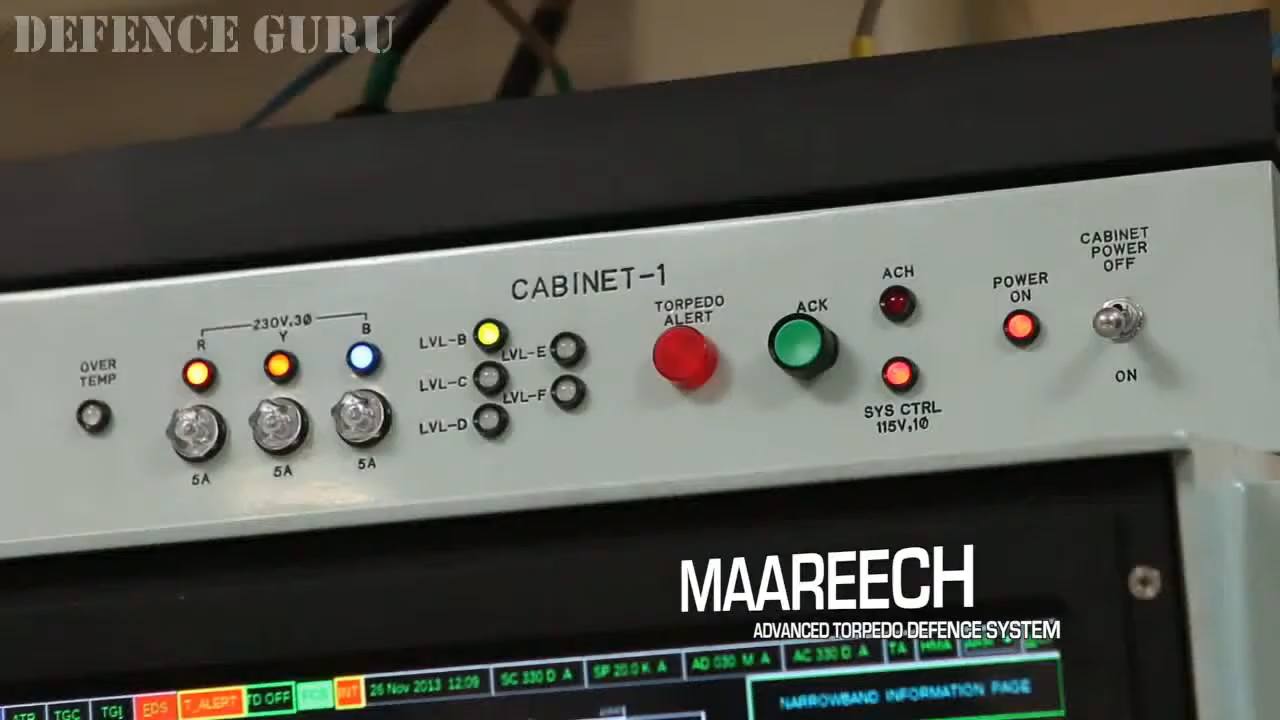 DEFENCE GURU
CABINET-1
CABINET
POWER
OFF
ON
POWER
ON
ACH
SYS CTRL
115V,1Ø
ACK
TORPEDO
ALERT
LVL-B
LVL-C
LVL-D
LVL-E
LVL-F
230V,3Ø
R
Y
B
5A
5A
5A
OVER
TEMP
MAAREECH
ADVANCED TORPEDO DEFENCE SYSTEM
ATR TGC TGI EDS T_ALERT TD OFF INT 26 Nov 2013 12:09 SC 330 D A SP 20.0 K A AD 030 M A AC 330 D A TA HMA
NARROWBAND INFORMATION PAGE